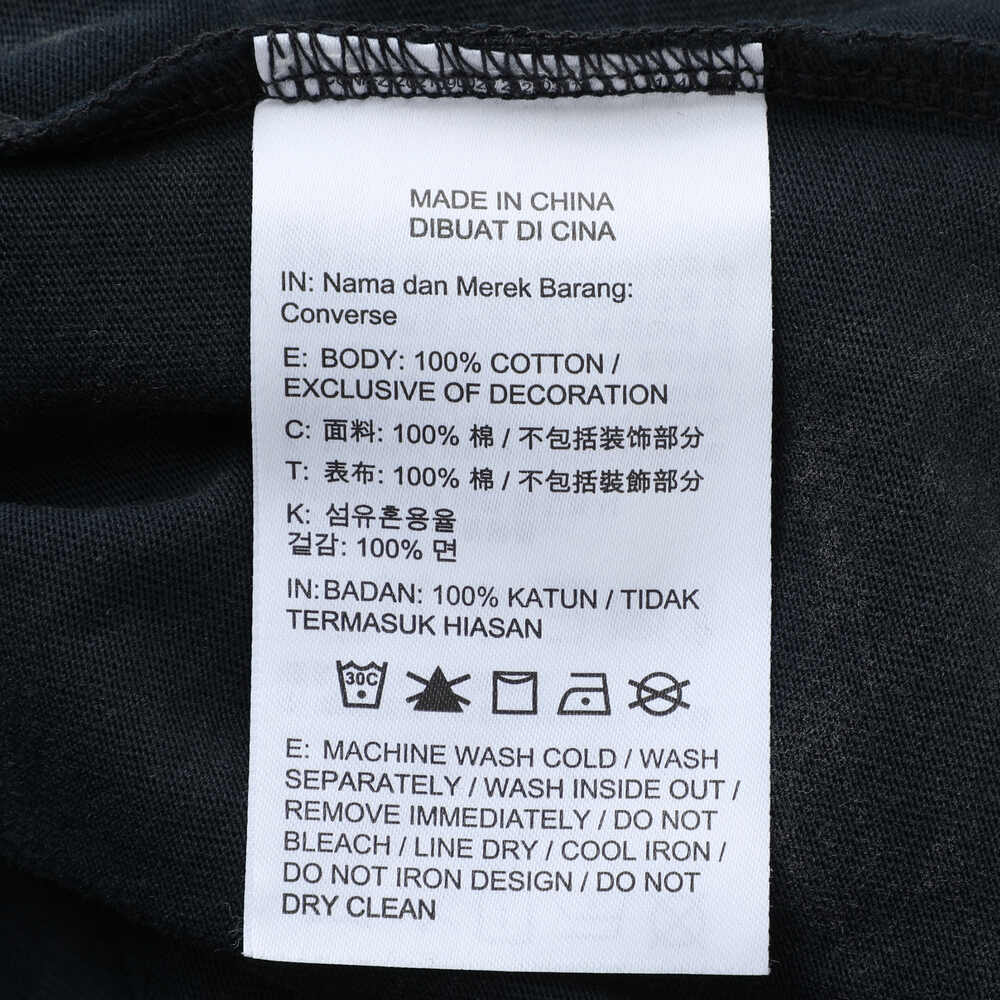 MADE IN CHINA
DIBUAT DI CINA
IN: Nama dan Merek Barang:
Converse
E: BODY: 100% COTTON /
EXCLUSIVE OF DECORATION
C: 面料: 100% 棉 / 不包括装饰部分
T: 表布: 100% 棉 / 不包括裝飾部分
K: 섬유혼용율
겉감: 100% 면
IN: BADAN: 100% KATUN / TIDAK
TERMASUK HIASAN
30C
E: MACHINE WASH COLD / WASH
SEPARATELY / WASH INSIDE OUT /
REMOVE IMMEDIATELY / DO NOT
BLEACH / LINE DRY / COOL IRON /
DO NOT IRON DESIGN / DO NOT
DRY CLEAN